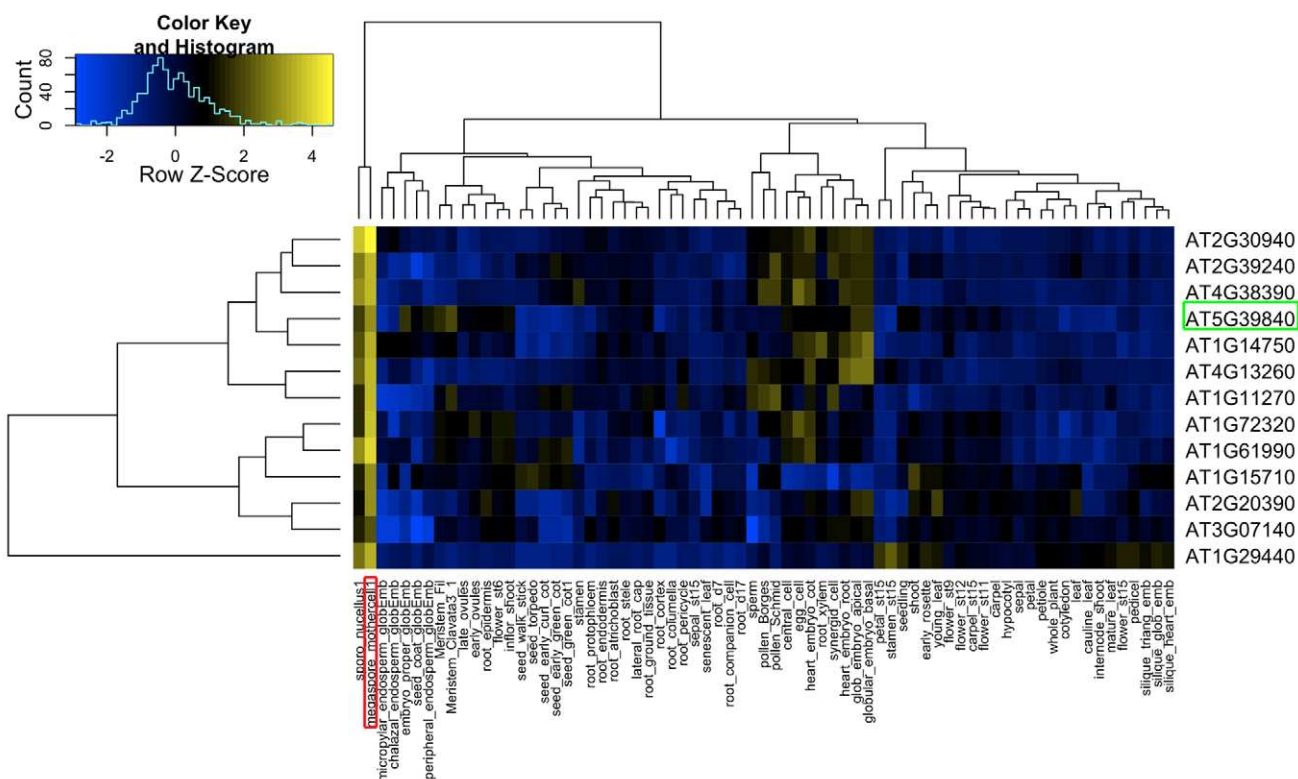 Color Key
and Histogram
Count
0 40 80
-2 0 2 4
Row Z-Score
AT2G30940
AT2G39240
AT4G38390
AT5G39840
AT1G14750
AT4G13260
AT1G11270
AT1G72320
AT1G61990
AT1G15710
AT2G20390
AT3G07140
AT1G29440
sporo_nucellus1
megaspore_mothercell1
micropylar_endosperm_globEmb
chalazal_endosperm_globEmb
embryo_proper_globEmb
seed_coat_globEmb
peripheral_endosperm_globEmb
Meristem_Fil
Meristem_Clavata3_1
late_ovules
early_ovules
root_epidermis
flower_st6
inflor_shoot
seed_walk_stick
seed_torpedo
seed_early_curl_cot
seed_early_green_cot
seed_green_cot1
stamen
root_protophloem
root_endodermis
root_atrichoblast
root_stele
lateral_root_cap
root_ground_tissue
root_cortex
root_columella
root_pericycle
sepal_st15
senescent_leaf
root_d7
root_companion_cell
root_d17
sperm
pollen_Borges
pollen_Schmid
central_cell
egg_cell
heart_embryo_cot
root_xylem
synergid_cell
heart_embryo_root
glob_embryo_apical
globular_embryo_basal
petal_st15
stamen_st15
seedling
shoot
early_rosette
young_leaf
flower_st9
flower_st12
carpel_st15
flower_st11
carpel
hypocotyl
sepal
petal
petiole
whole_plant
cotyledon
leaf
cauline_leaf
internode_shoot
mature_leaf
flower_st15
pedicel
silique_triang_emb
silique_glob_emb
silique_heart_emb